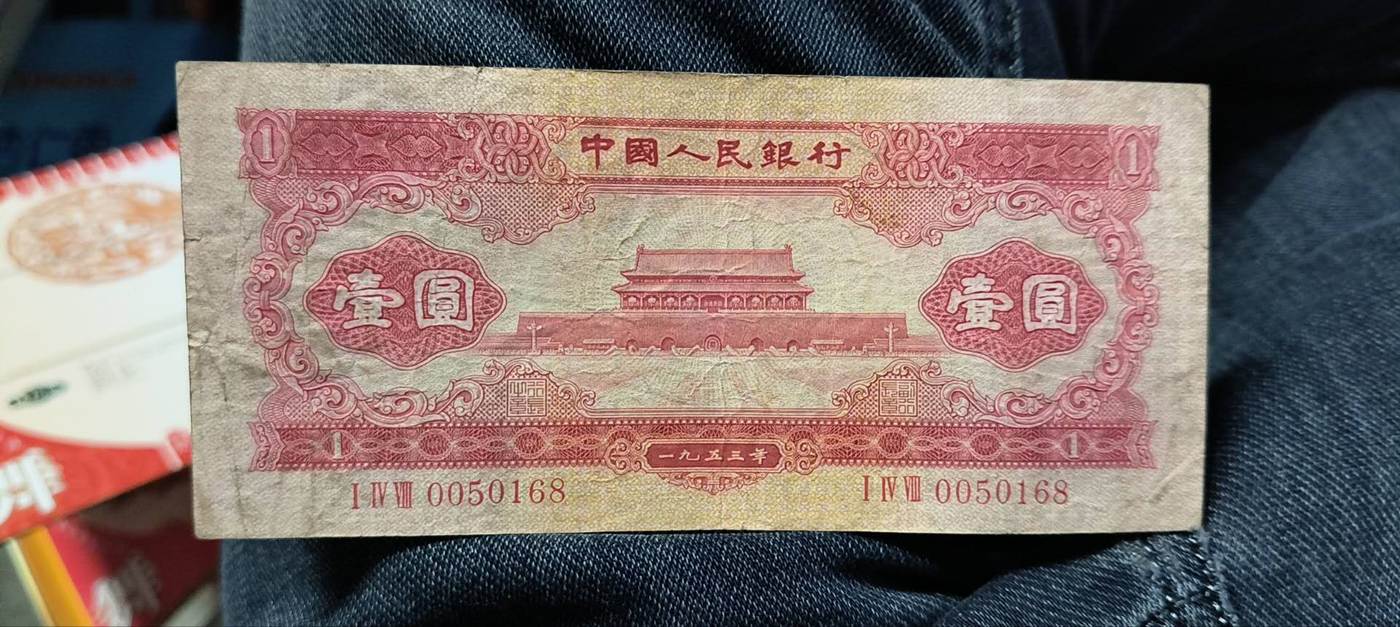 1 中國人民銀行 1
壹圓 壹圓
1 一九五三年 1
I IV VIII 0050168 I IV VIII 0050168